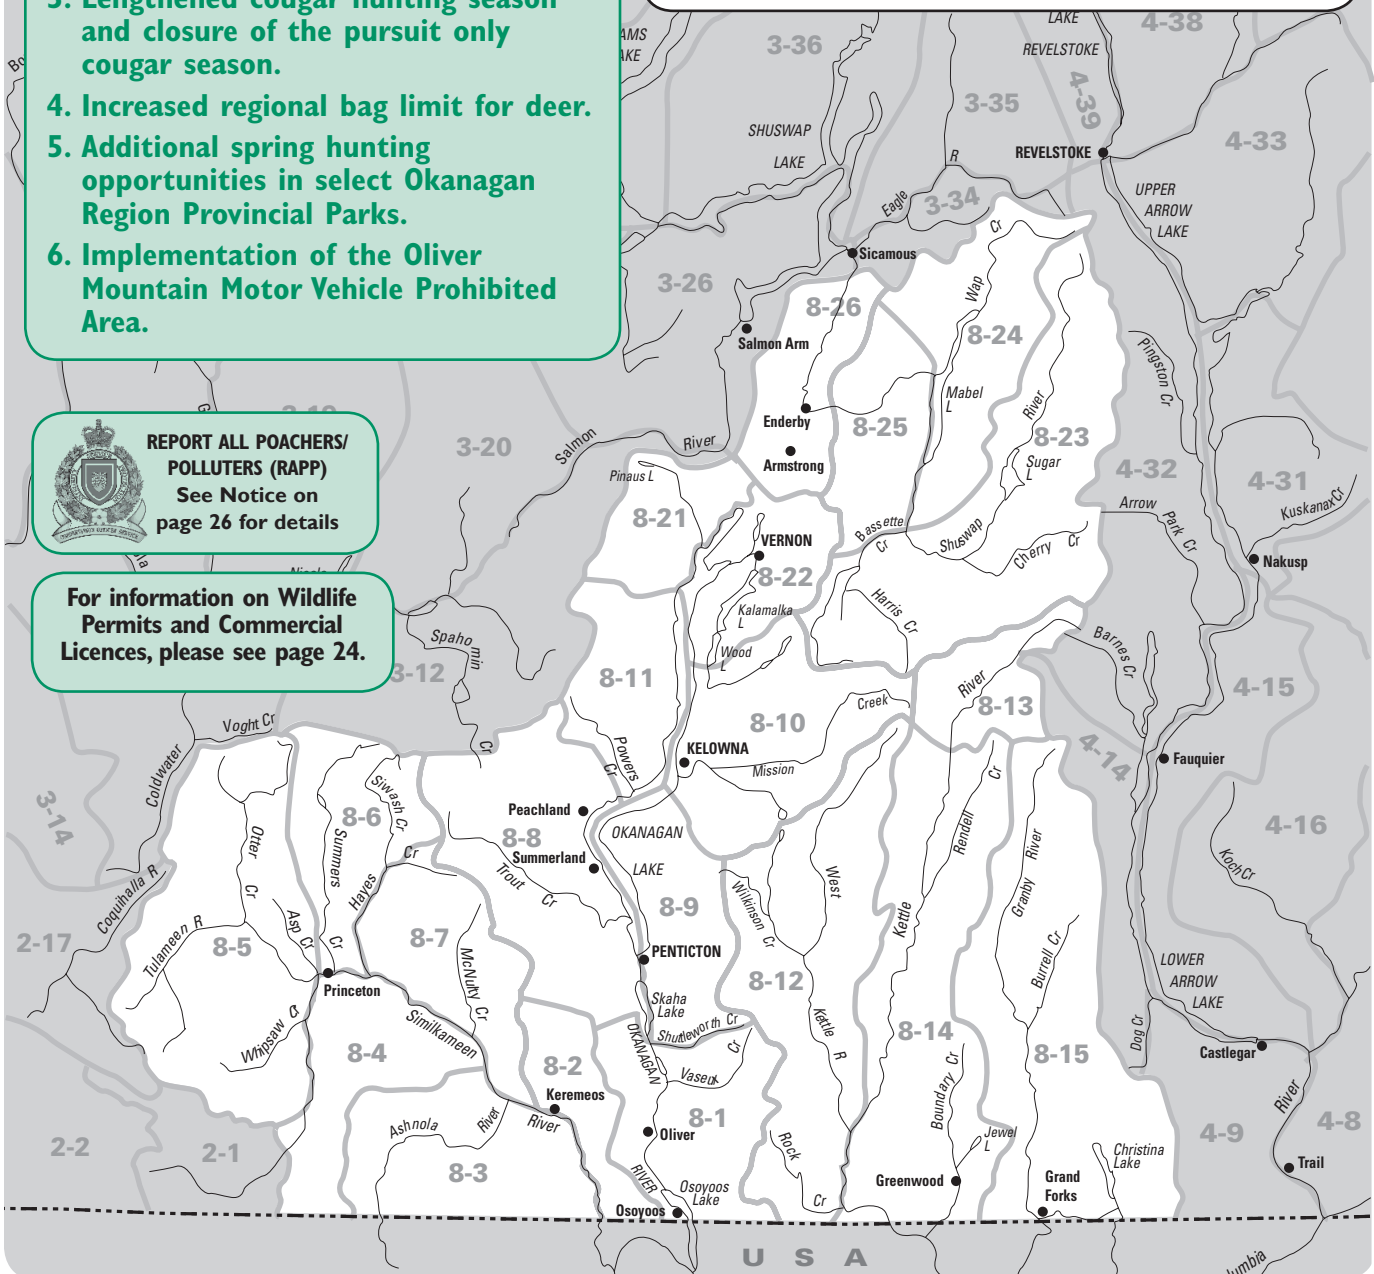 3. Lengthened cougar hunting season
and closure of the pursuit only
cougar season.
4. Increased regional bag limit for deer.
5. Additional spring hunting
opportunities in select Okanagan
Region Provincial Parks.
6. Implementation of the Oliver
Mountain Motor Vehicle Prohibited
Area.
REPORT ALL POACHERS/
POLLUTERS (RAPP)
See Notice on
page 26 for details
For information on Wildlife
Permits and Commercial
Licences, please see page 24.
LAKE
REVELSTOKE
4-38
3-36
3-35
4-39
4-33
SHUSWAP
LAKE
R
REVELSTOKE
Eagle
3-34
UPPER
ARROW
LAKE
Cr
Sicamous
3-26
8-26
Wap
8-24
Salmon Arm
Pingston Cr
Mabel
L
River
8-23
Enderby
8-25
3-20
Salmon
River
Armstrong
Sugar
L
4-32
4-31
Pinaus L
8-21
Arrow
Park Cr
Kuskanax Cr
Bassette
Cr
VERNON
Shuswap
Cherry Cr
8-22
Nakusp
Kalamalka
L
Harris Cr
Spahomin
Cr
Barnes Cr
Wood
L
3-12
8-11
River
8-13
4-15
8-10
Creek
Voght Cr
Coldwater
KELOWNA
Mission
4-14
Fauquier
Powers
Cr
Siwash Cr
Cr
3-14
8-6
Peachland
8-8
OKANAGAN
LAKE
4-16
Otter
Cr
Summers
Cr
Cr
Summerland
Rendell
River
Koch Cr
Hayes
Trout
Cr
West
Coquihalla R
Wilkinson Cr
Granby
8-9
Kettle
2-17
Tulameen R
8-5
Asp Cr
8-7
McNulty Cr
PENTICTON
Burrell Cr
LOWER
ARROW
LAKE
Princeton
8-12
Skaha
Lake
Whipsaw Cr
Similkameen
OKANAGAN
Shuttleworth Cr
Kettle R
8-14
Dog Cr
8-4
8-2
Vaseux
Cr
8-15
Castlegar
Keremeos
Boundary Cr
River
Ashnola
River
River
8-1
Oliver
Rock
Cr
Jewel
L
Christina
Lake
4-9
4-8
2-2
2-1
8-3
RIVER
Osoyoos
Lake
Greenwood
Grand
Forks
Trail
Osoyoos
U S A